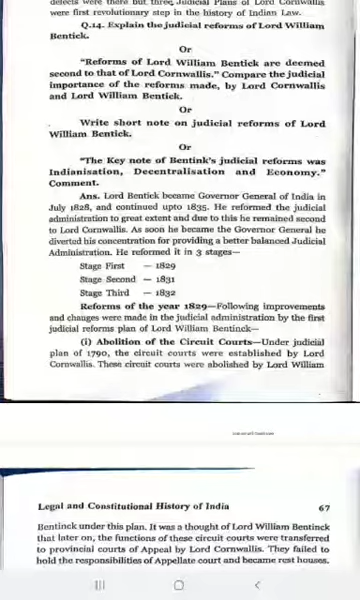 defects were there but three Judicial Plans of Lord Cornwallis
were first revolutionary step in the history of Indian Law.
Q.14. Explain the judicial reforms of Lord William
Bentick.
Or
"Reforms of Lord William Bentick are deemed
second to that of Lord Cornwallis." Compare the judicial
importance of the reforms made, by Lord Cornwallis
and Lord William Bentick.
Or
Write short note on judicial reforms of Lord
William Bentick.
Or
"The Key note of Bentink's judicial reforms was
Indianisation, Decentralisation and Economy."
Comment.
Ans. Lord Bentick became Governor General of India in
July 1828, and continued upto 1835. He reformed the judicial
administration to great extent and due to this he remained second
to Lord Cornwallis. As soon he became the Governor General he
diverted his concentration for providing a better balanced Judicial
Administration. He reformed it in 3 stages—
Stage First — 1829
Stage Second — 1831
Stage Third — 1832
Reforms of the year 1829—Following improvements
and changes were made in the judicial administration by the first
judicial reforms plan of Lord William Bentinck—
(i) Abolition of the Circuit Courts—Under judicial
plan of 1790, the circuit courts were established by Lord
Cornwallis. These circuit courts were abolished by Lord William
Legal and Constitutional History of India 67
Bentinck under this plan. It was a thought of Lord William Bentinck
that later on, the functions of these circuit courts were transferred
to provincial courts of Appeal by Lord Cornwallis. They failed to
hold the responsibilities of Appellate court and became rest houses.